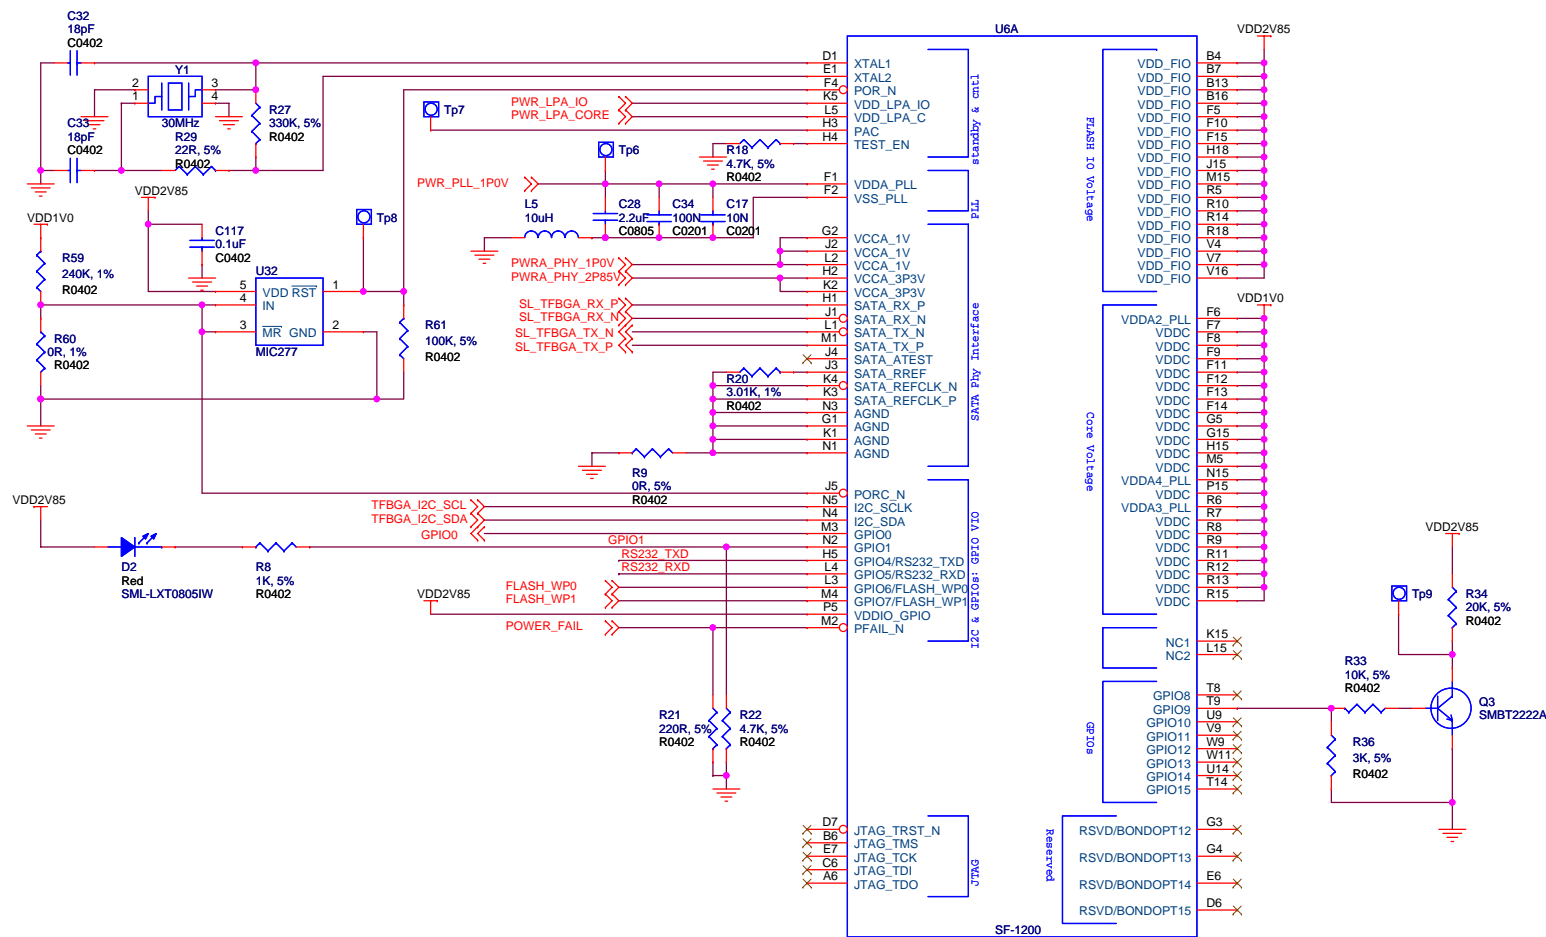 C32
18pF
C0402
Y1
2
1
3
4
30MHz
C33
18pF
C0402
R29
22R, 5%
R0402
R27
330K, 5%
R0402
VDD2V85
C117
0.1uF
C0402
VDD1V0
R59
240K, 1%
R0402
R60
0R, 1%
R0402
U32
5
4
3
VDD RST
IN
MR GND
1
2
MIC277
Tp8
R61
100K, 5%
R0402
Tp7
PWR_LPA_IO
PWR_LPA_CORE
R18
4.7K, 5%
R0402
Tp6
PWR_PLL_1P0V
L5
10uH
C28
2.2uF
C0805
C34
100N
C0201
C17
10N
C0201
PWRA_PHY_1P0V
PWRA_PHY_2P85V
SL_TFBGA_RX_P
SL_TFBGA_RX_N
SL_TFBGA_TX_N
SL_TFBGA_TX_P
R20
3.01K, 1%
R0402
R9
0R, 5%
R0402
VDD2V85
D2
Red
SML-LXT0805IW
R8
1K, 5%
R0402
TFBGA_I2C_SCL
TFBGA_I2C_SDA
GPIO0
GPIO1
RS232_TXD
RS232_RXD
FLASH_WP0
FLASH_WP1
VDD2V85
POWER_FAIL
R21
220R, 5%
R0402
R22
4.7K, 5%
R0402
U6A
D1 XTAL1
E1 XTAL2
F4 POR_N
K5 VDD_LPA_IO
L5 VDD_LPA_C
H3 PAC
H4 TEST_EN
standby & cntl
F1 VDDA_PLL
F2 VSS_PLL
PLL
G2 VCCA_1V
J2 VCCA_1V
L2 VCCA_1V
H2 VCCA_3P3V
K2 VCCA_3P3V
H1 SATA_RX_P
J1 SATA_RX_N
L1 SATA_TX_N
M1 SATA_TX_P
J4 SATA_ATEST
J3 SATA_RREF
K4 SATA_REFCLK_N
K3 SATA_REFCLK_P
N3 AGND
G1 AGND
K1 AGND
N1 AGND
SATA Phy Interface
J5 PORC_N
N5 I2C_SCLK
N4 I2C_SDA
M3 GPIO0
N2 GPIO1
H5 GPIO4/RS232_TXD
L4 GPIO5/RS232_RXD
L3 GPIO6/FLASH_WP0
M4 GPIO7/FLASH_WP1
P5 VDDIO_GPIO
M2 PFAIL_N
I2C & GPIOs: GPIO VIO
D7 JTAG_TRST_N
B6 JTAG_TMS
E7 JTAG_TCK
C6 JTAG_TDI
A6 JTAG_TDO
JTAG
VDD2V85
VDD_FIO B4
VDD_FIO B7
VDD_FIO B13
VDD_FIO B16
VDD_FIO F5
VDD_FIO F10
VDD_FIO F15
VDD_FIO H18
VDD_FIO J15
VDD_FIO M15
VDD_FIO R5
VDD_FIO R10
VDD_FIO R14
VDD_FIO R18
VDD_FIO V4
VDD_FIO V7
VDD_FIO V16
FLASH IO Voltage
VDD1V0
VDDA2_PLL F6
VDDC F7
VDDC F8
VDDC F9
VDDC F11
VDDC F12
VDDC F13
VDDC F14
VDDC G5
VDDC G15
VDDC H15
VDDC M5
VDDA4_PLL N15
VDDC P15
VDDA3_PLL R6
VDDC R7
VDDC R8
VDDC R9
VDDC R11
VDDC R12
VDDC R13
VDDC R15
Core Voltage
NC1 K15
NC2 L15
GPIO8 T8
GPIO9 T9
GPIO10 U9
GPIO11 V9
GPIO12 W9
GPIO13 W11
GPIO14 U14
GPIO15 T14
GPIOs
RSVD/BONDOPT12 G3
RSVD/BONDOPT13 G4
RSVD/BONDOPT14 E6
RSVD/BONDOPT15 D6
Reserved
SF-1200
VDD2V85
Tp9
R34
20K, 5%
R0402
R33
10K, 5%
R0402
Q3
SMBT2222A
R36
3K, 5%
R0402